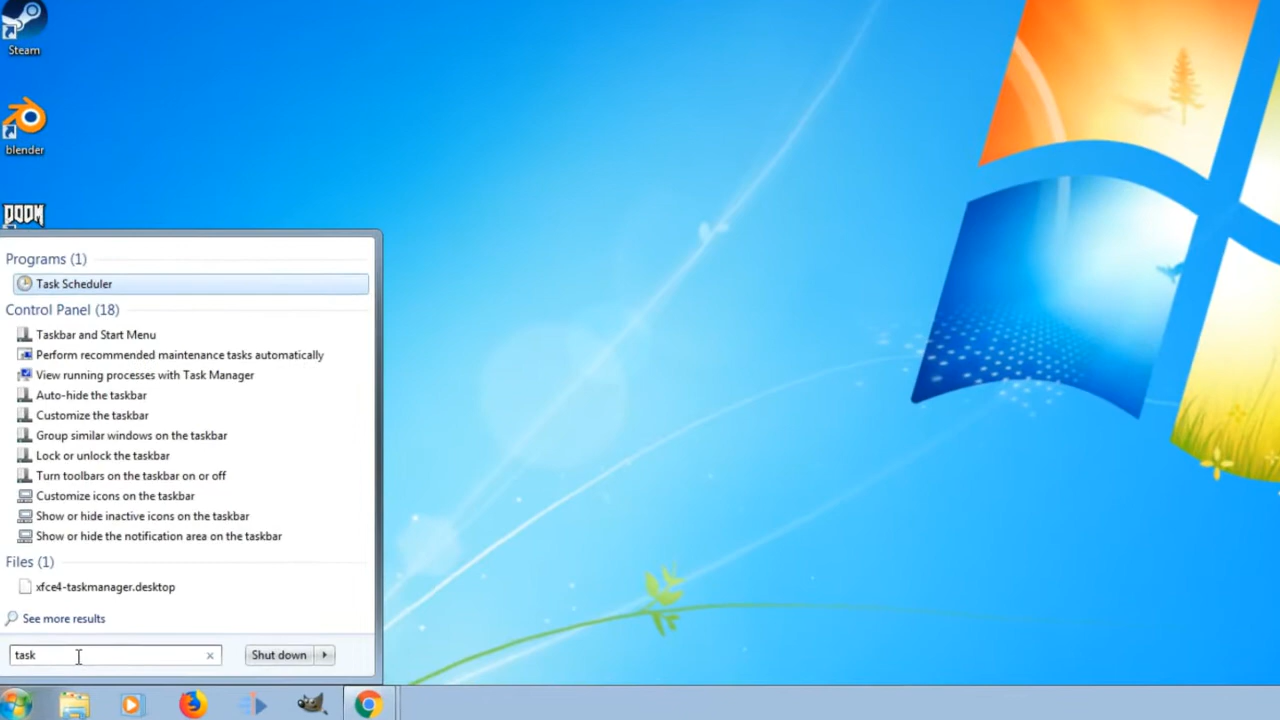 Steam
blender
DOOM
Programs (1)
Task Scheduler
Control Panel (18)
Taskbar and Start Menu
Perform recommended maintenance tasks automatically
View running processes with Task Manager
Auto-hide the taskbar
Customize the taskbar
Group similar windows on the taskbar
Lock or unlock the taskbar
Turn toolbars on the taskbar on or off
Customize icons on the taskbar
Show or hide inactive icons on the taskbar
Show or hide the notification area on the taskbar
Files (1)
xfce4-taskmanager.desktop
See more results
task
Shut down